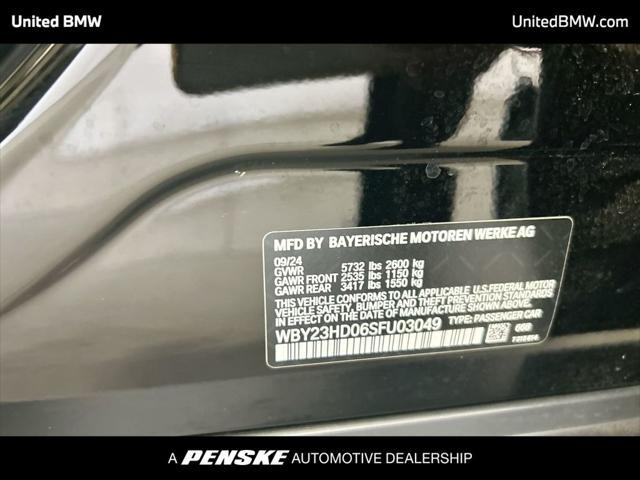 United BMW
UnitedBMW.com
MFD BY BAYERISCHE MOTOREN WERKE AG
09/24
GVWR 5732 lbs 2600 kg
GAWR FRONT 2535 lbs 1150 kg
GAWR REAR 3417 lbs 1550 kg
THIS VEHICLE CONFORMS TO ALL APPLICABLE U.S.FEDERAL MOTOR
VEHICLE SAFETY, BUMPER AND THEFT PREVENTION STANDARDS
IN EFFECT ON THE DATE OF MANUFACTURE SHOWN ABOVE.
WBY23HD06SFU03049 TYPE: PASSENGER CAR
668
A PENSKE AUTOMOTIVE DEALERSHIP